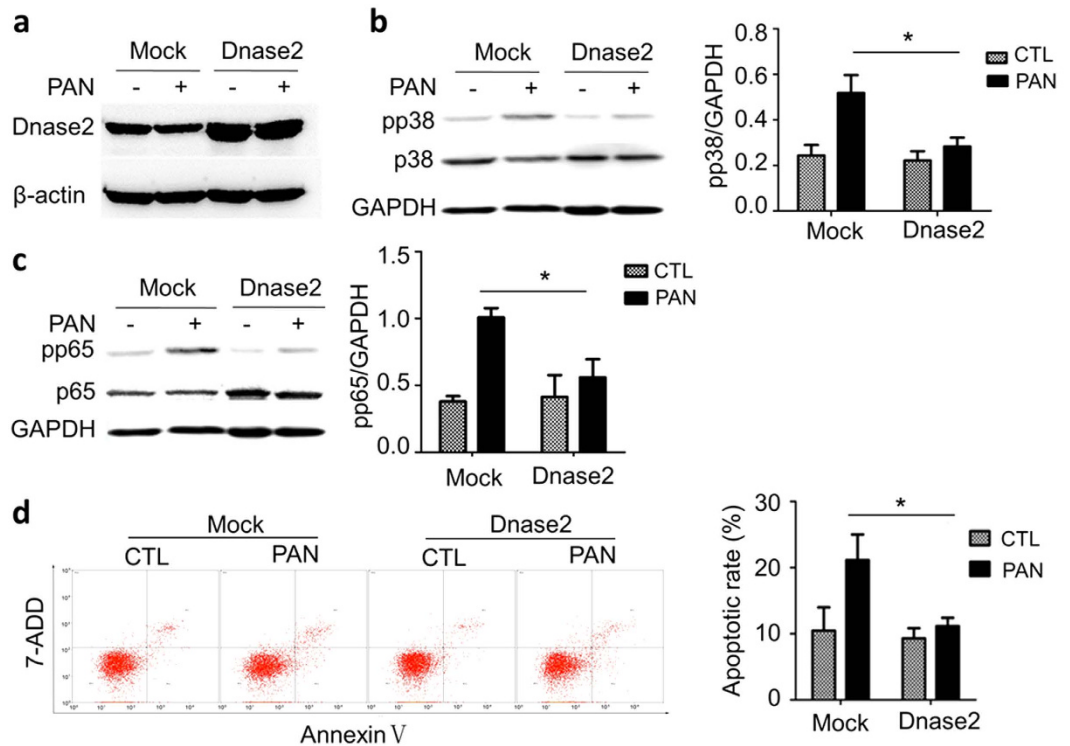 a
Mock Dnase2
PAN - + - +
Dnase2
β-actin
b
Mock Dnase2
PAN - + - +
pp38
p38
GAPDH
pp38/GAPDH
0.8
0.6
0.4
0.2
0.0
*
CTL
PAN
Mock Dnase2
c
Mock Dnase2
PAN - + - +
pp65
p65
GAPDH
pp65/GAPDH
1.5
1.0
0.5
0.0
*
CTL
PAN
Mock Dnase2
d
Mock Dnase2
CTL PAN CTL PAN
7-ADD
Annexin V
Apoptotic rate (%)
30
20
10
0
*
CTL
PAN
Mock Dnase2